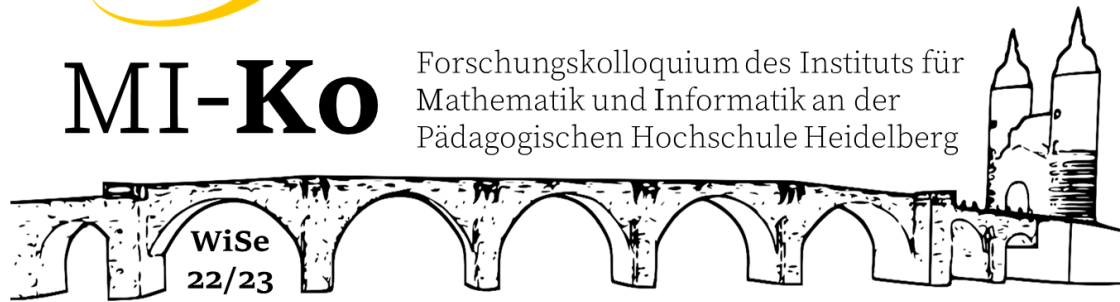 MI-Ko
Forschungskolloquium des Instituts für
Mathematik und Informatik an der
Pädagogischen Hochschule Heidelberg
WiSe
22/23